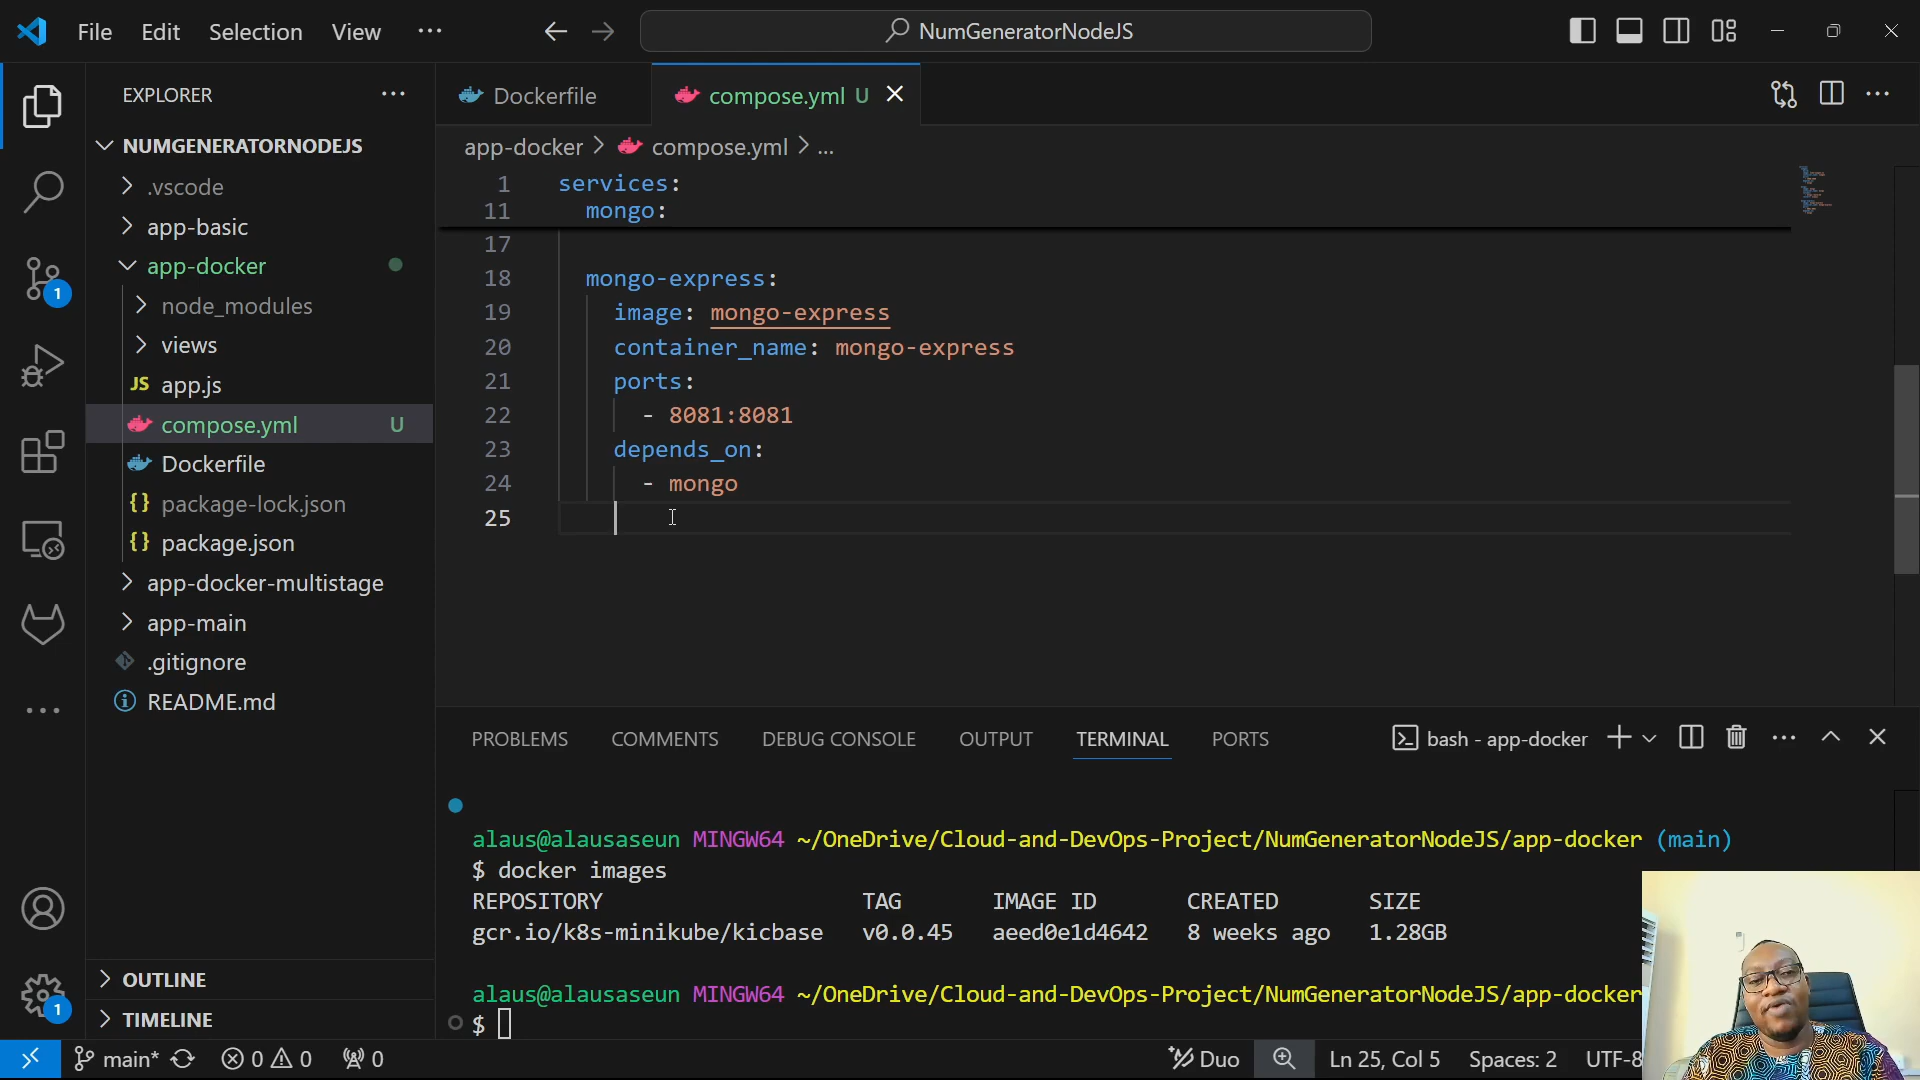 File Edit Selection View ...
NumGeneratorNodeJS
EXPLORER
NUMGENERATORNODEJS
.vscode
app-basic
app-docker
node_modules
views
JS app.js
compose.yml U
Dockerfile
{} package-lock.json
{} package.json
app-docker-multistage
app-main
.gitignore
README.md
OUTLINE
TIMELINE
1
1
Dockerfile
compose.yml U
app-docker > compose.yml > ...
1 services:
11 mongo:
17
18 mongo-express:
19 image: mongo-express
20 container_name: mongo-express
21 ports:
22 - 8081:8081
23 depends_on:
24 - mongo
25
PROBLEMS COMMENTS DEBUG CONSOLE OUTPUT TERMINAL PORTS
bash - app-docker
alaus@alausaseun MINGW64 ~/OneDrive/Cloud-and-DevOps-Project/NumGeneratorNodeJS/app-docker (main)
$ docker images
REPOSITORY TAG IMAGE ID CREATED SIZE
gcr.io/k8s-minikube/kicbase v0.0.45 aeed0e1d4642 8 weeks ago 1.28GB
alaus@alausaseun MINGW64 ~/OneDrive/Cloud-and-DevOps-Project/NumGeneratorNodeJS/app-docker
$
main* 0 0 0 Duo Ln 25, Col 5 Spaces: 2 UTF-8